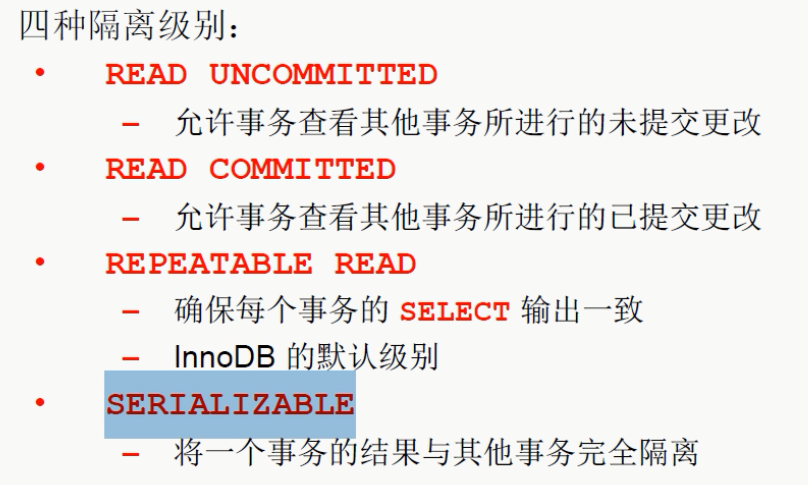 四种隔离级别：
• READ UNCOMMITTED
– 允许事务查看其他事务所进行的未提交更改
• READ COMMITTED
– 允许事务查看其他事务所进行的已提交更改
• REPEATABLE READ
– 确保每个事务的 SELECT 输出一致
– InnoDB 的默认级别
• SERIALIZABLE
– 将一个事务的结果与其他事务完全隔离